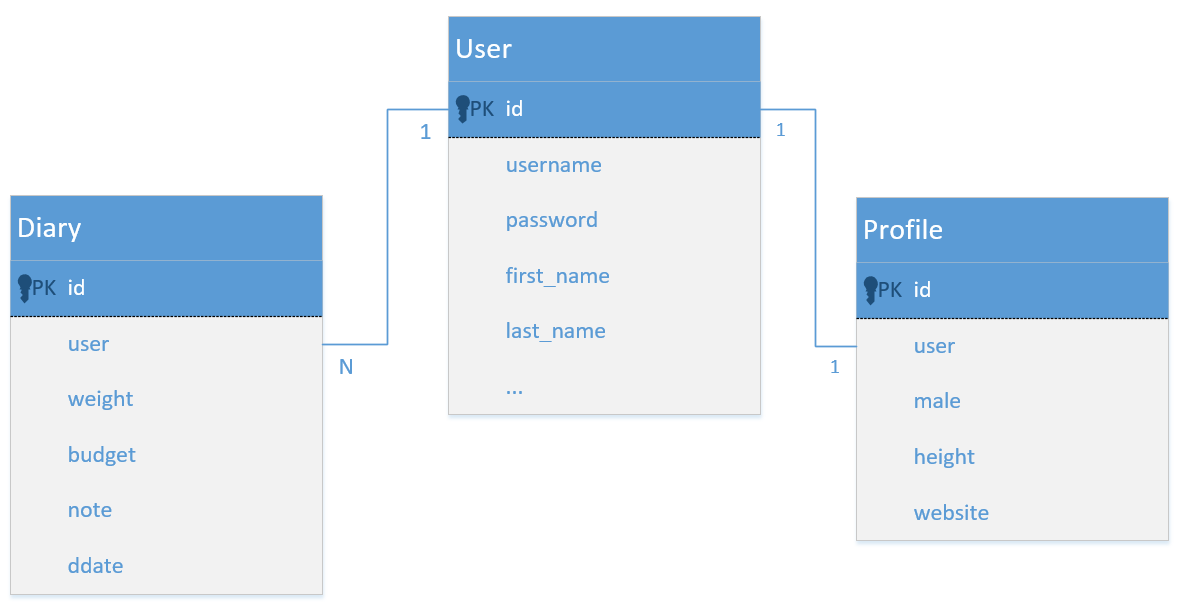 User
PK id
1
1
username
password
first_name
last_name
...
Diary
PK id
user
N
weight
budget
note
ddate
Profile
PK id
user
1
male
height
website